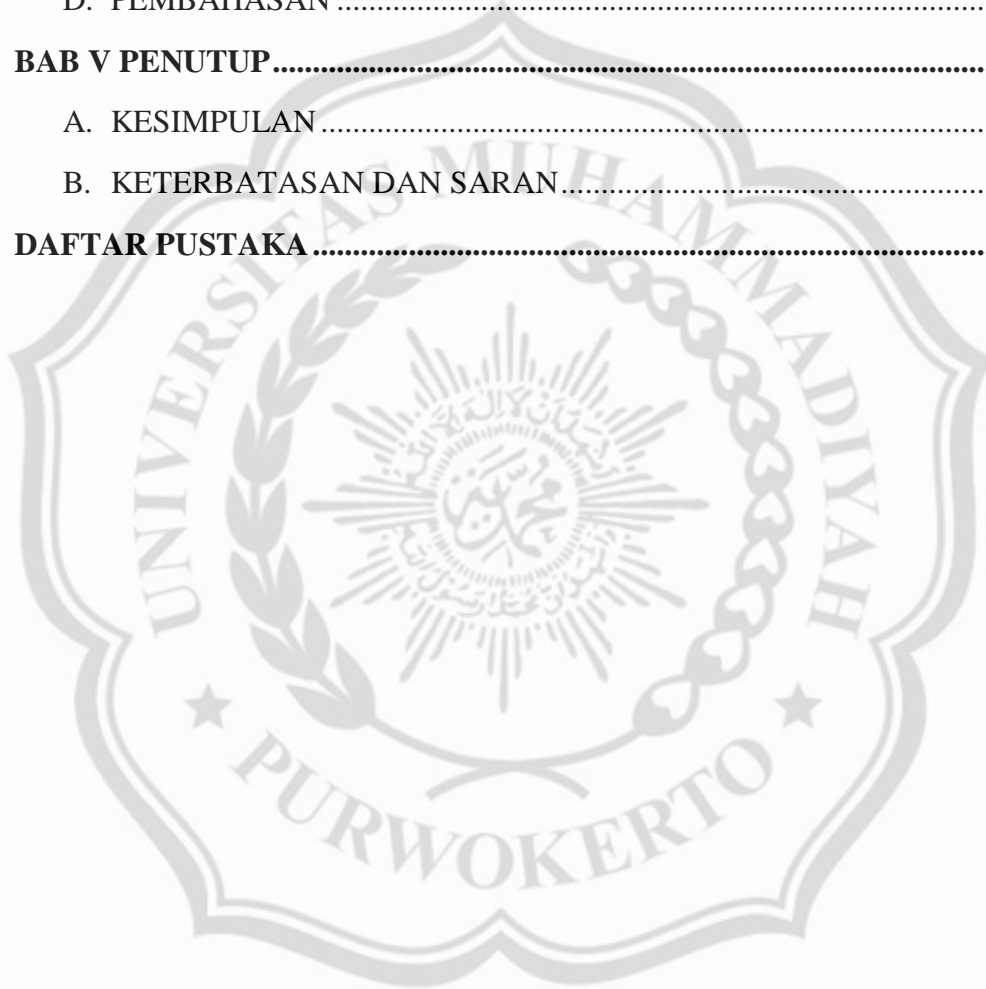 D. PEMBAHASAN ........................................................................
BAB V PENUTUP........................................................................
A. KESIMPULAN ........................................................................
B. KETERBATASAN DAN SARAN........................................................................
DAFTAR PUSTAKA ........................................................................
UNIVERSITAS MUHAMMADIYAH
PURWOKERTO